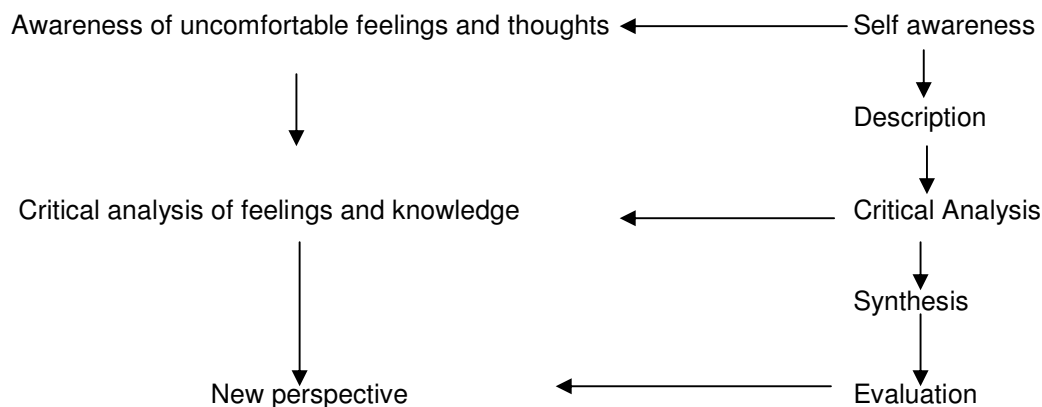 Awareness of uncomfortable feelings and thoughts Self awareness
Description
Critical analysis of feelings and knowledge Critical Analysis
Synthesis
New perspective Evaluation